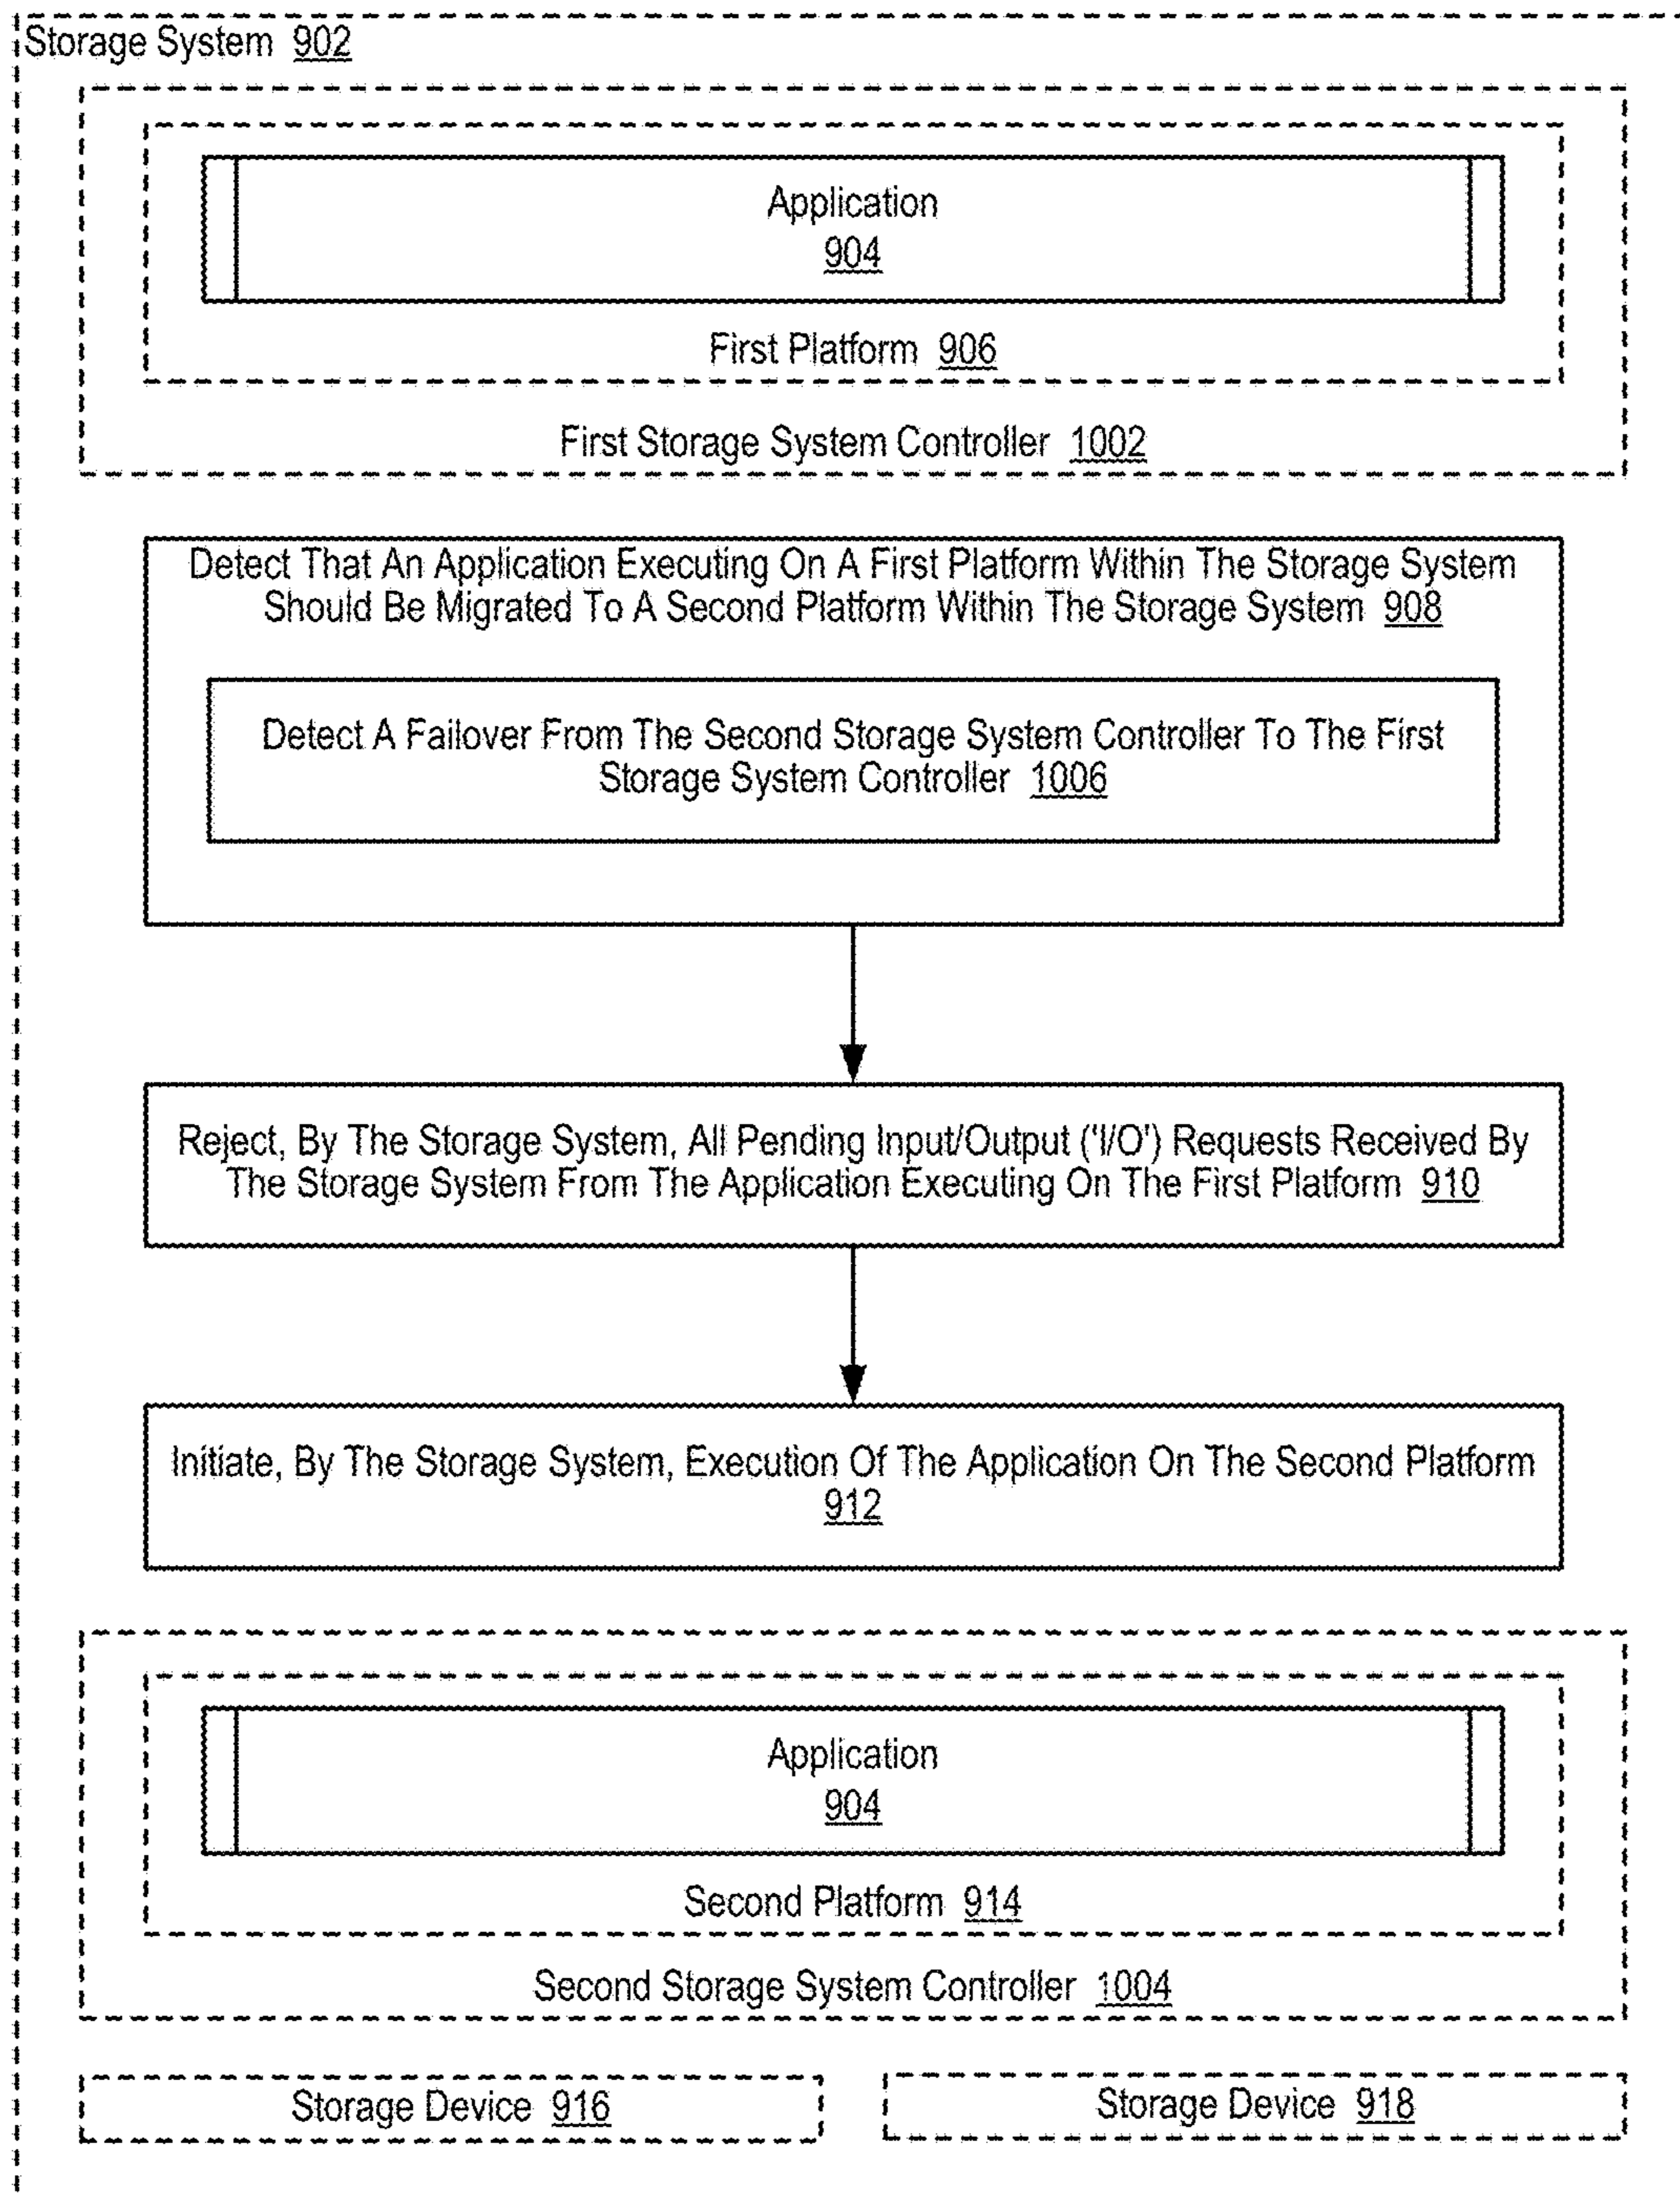 Storage System 902
Application
904
First Platform 906
First Storage System Controller 1002
Detect That An Application Executing On A First Platform Within The Storage System
Should Be Migrated To A Second Platform Within The Storage System 908
Detect A Failover From The Second Storage System Controller To The First
Storage System Controller 1006
Reject, By The Storage System, All Pending Input/Output ('I/O') Requests Received By
The Storage System From The Application Executing On The First Platform 910
Initiate, By The Storage System, Execution Of The Application On The Second Platform
912
Application
904
Second Platform 914
Second Storage System Controller 1004
Storage Device 916
Storage Device 918